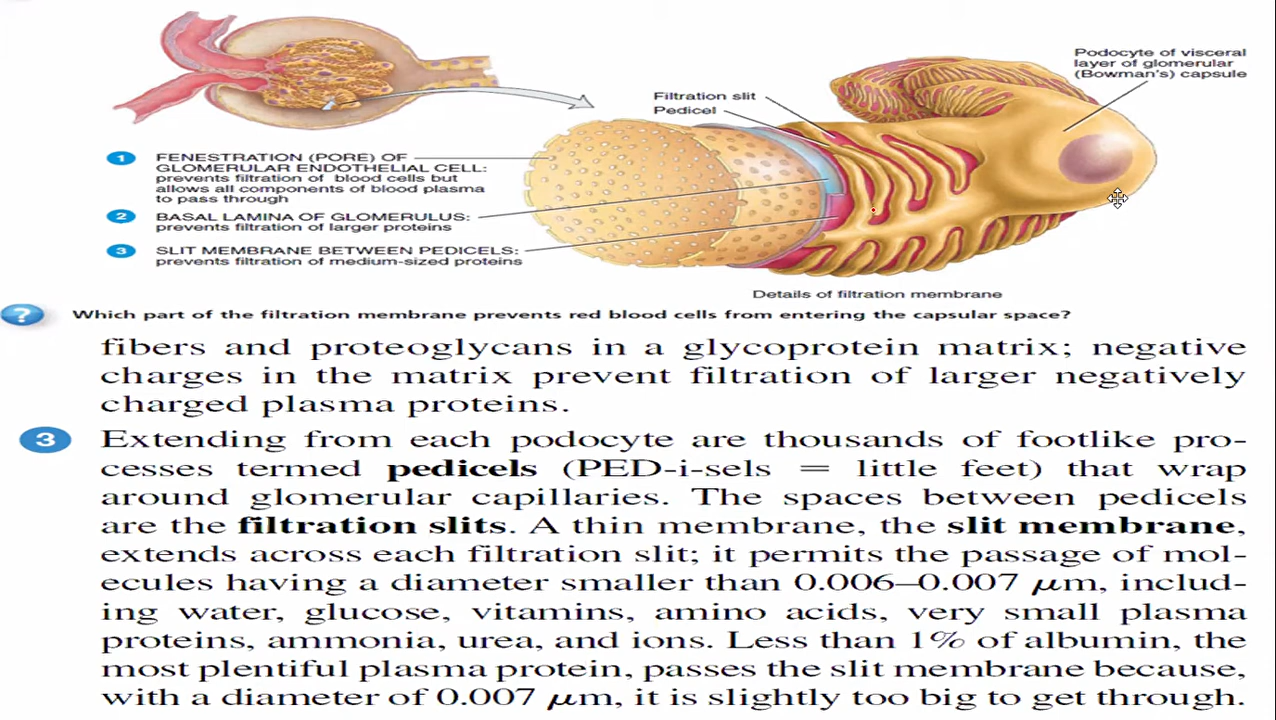 Podocyte of visceral
layer of glomerular
(Bowman's) capsule
Filtration slit
Pedicel
1 FENESTRATION (PORE) OF
GLOMERULAR ENDOTHELIAL CELL:
prevents filtration of blood cells but
allows all components of blood plasma
to pass through
2 BASAL LAMINA OF GLOMERULUS:
prevents filtration of larger proteins
3 SLIT MEMBRANE BETWEEN PEDICELS:
prevents filtration of medium-sized proteins
Details of filtration membrane
? Which part of the filtration membrane prevents red blood cells from entering the capsular space?
fibers and proteoglycans in a glycoprotein matrix; negative
charges in the matrix prevent filtration of larger negatively
charged plasma proteins.
3 Extending from each podocyte are thousands of footlike pro-
cesses termed pedicels (PED-i-sels = little feet) that wrap
around glomerular capillaries. The spaces between pedicels
are the filtration slits. A thin membrane, the slit membrane,
extends across each filtration slit; it permits the passage of mol-
ecules having a diameter smaller than 0.006–0.007 μm, includ-
ing water, glucose, vitamins, amino acids, very small plasma
proteins, ammonia, urea, and ions. Less than 1% of albumin, the
most plentiful plasma protein, passes the slit membrane because,
with a diameter of 0.007 μm, it is slightly too big to get through.